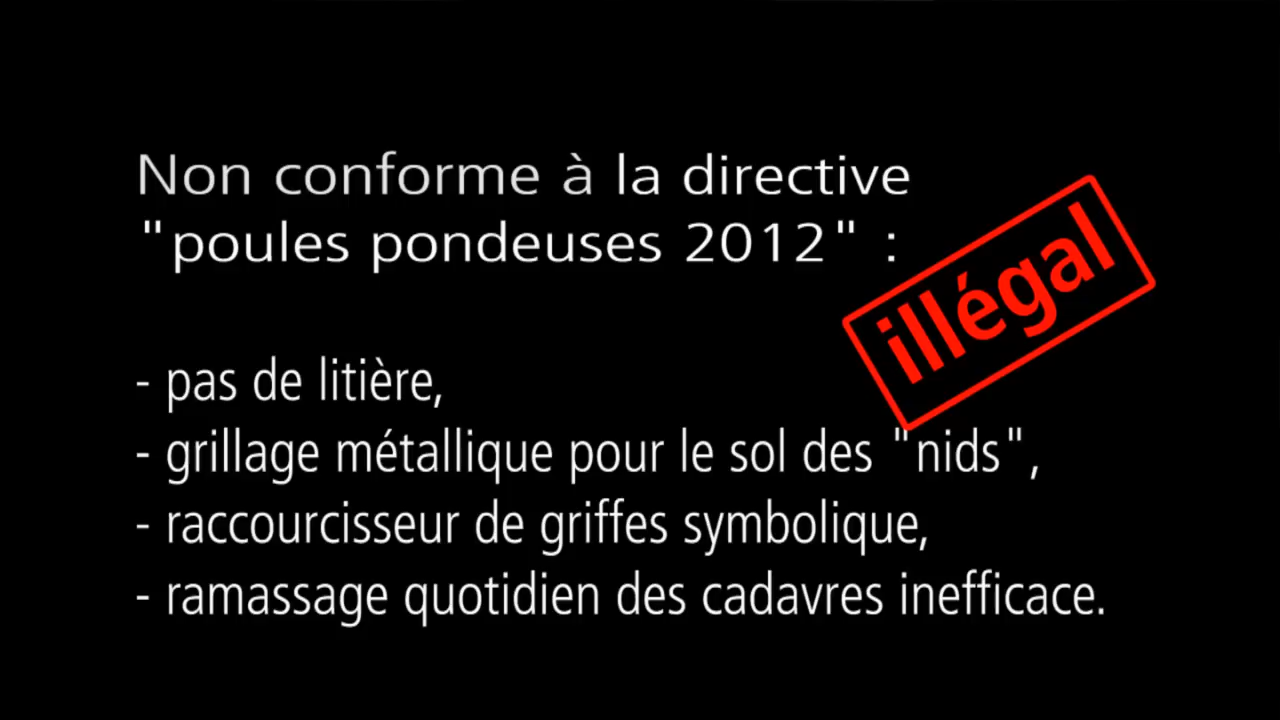 Non conforme à la directive
"poules pondeuses 2012" :
illégal
- pas de litière,
- grillage métallique pour le sol des "nids",
- raccourcisseur de griffes symbolique,
- ramassage quotidien des cadavres inefficace.